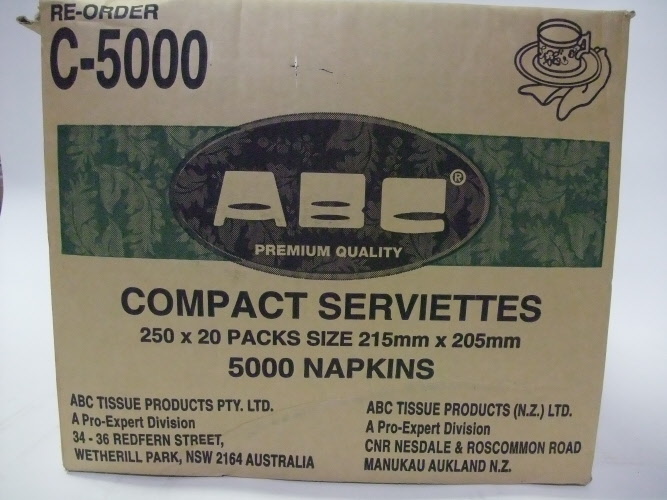 RE-ORDER
C-5000
ABC®
PREMIUM QUALITY
COMPACT SERVIETTES
250 x 20 PACKS SIZE 215mm x 205mm
5000 NAPKINS
ABC TISSUE PRODUCTS PTY. LTD.
A Pro-Expert Division
34 - 36 REDFERN STREET,
WETHERILL PARK, NSW 2164 AUSTRALIA
ABC TISSUE PRODUCTS (N.Z.) LTD.
A Pro-Expert Division
CNR NESDALE & ROSCOMMON ROAD
MANUKAU AUKLAND N.Z.